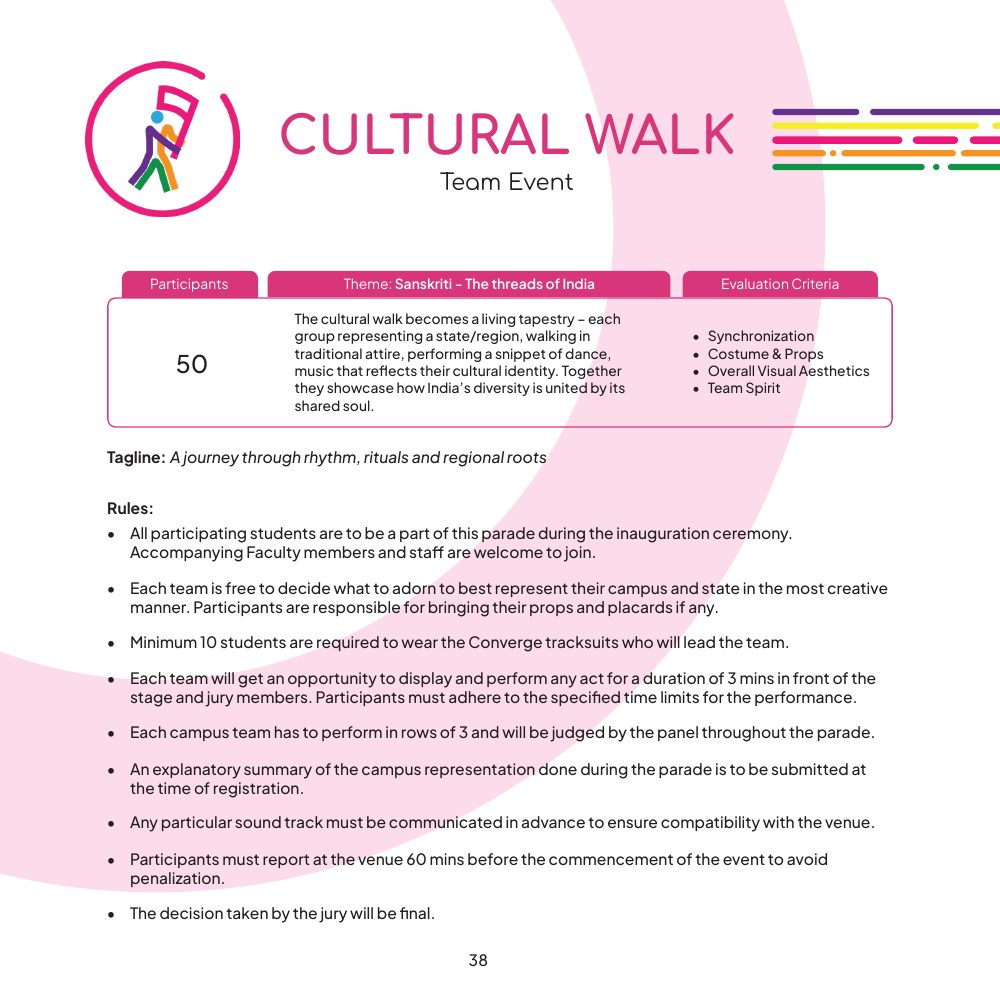 CULTURAL WALK
Team Event
Participants
50
Theme: Sanskriti - The threads of India
The cultural walk becomes a living tapestry – each
group representing a state/region, walking in
traditional attire, performing a snippet of dance,
music that reflects their cultural identity. Together
they showcase how India's diversity is united by its
shared soul.
Evaluation Criteria
• Synchronization
• Costume & Props
• Overall Visual Aesthetics
• Team Spirit
Tagline: A journey through rhythm, rituals and regional roots
Rules:
• All participating students are to be a part of this parade during the inauguration ceremony.
Accompanying Faculty members and staff are welcome to join.
• Each team is free to decide what to adorn to best represent their campus and state in the most creative
manner. Participants are responsible for bringing their props and placards if any.
• Minimum 10 students are required to wear the Converge tracksuits who will lead the team.
• Each team will get an opportunity to display and perform any act for a duration of 3 mins in front of the
stage and jury members. Participants must adhere to the specified time limits for the performance.
• Each campus team has to perform in rows of 3 and will be judged by the panel throughout the parade.
• An explanatory summary of the campus representation done during the parade is to be submitted at
the time of registration.
• Any particular sound track must be communicated in advance to ensure compatibility with the venue.
• Participants must report at the venue 60 mins before the commencement of the event to avoid
penalization.
• The decision taken by the jury will be final.
38